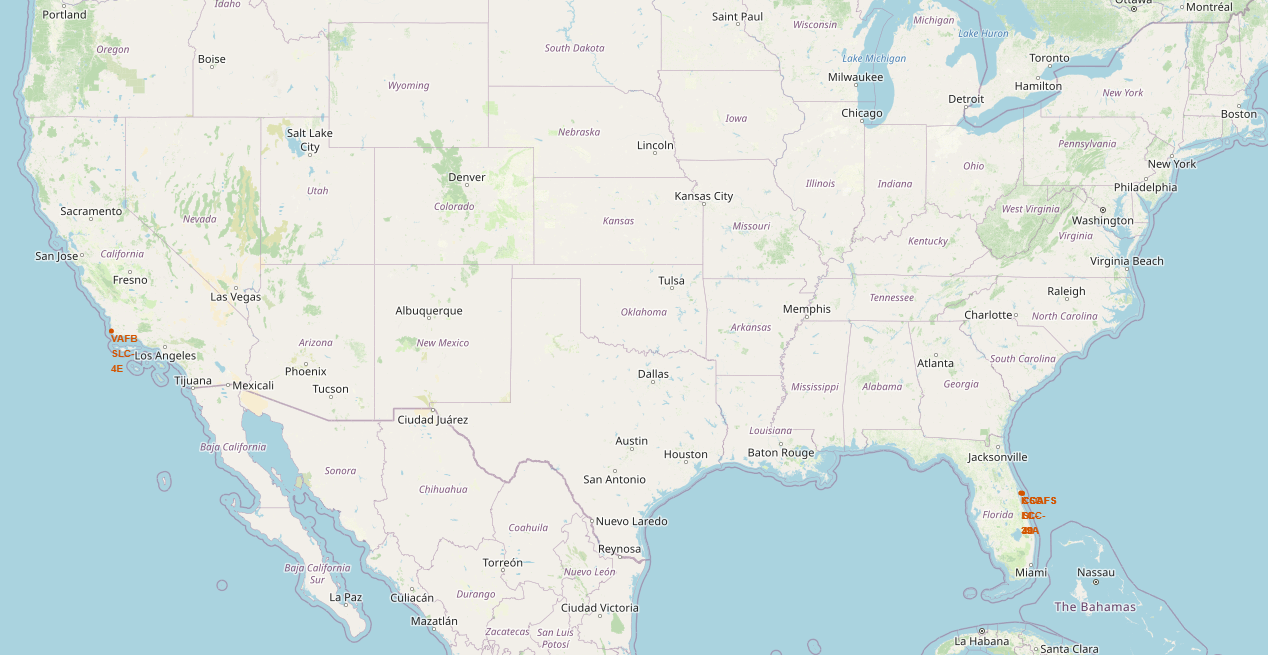 Idaho
Ottawa
Montréal
Portland
Saint Paul
Wisconsin
Michigan
Oregon
Boise
South Dakota
Lake Huron
Lake Michigan
Toronto
Milwaukee
Wyoming
Hamilton
New York
Detroit
Chicago
Boston
Iowa
Salt Lake
City
Nebraska
Lincoln
Pennsylvania
New York
Ohio
Denver
Utah
Illinois
Indiana
Philadelphia
Kansas City
Colorado
Sacramento
Nevada
Kansas
Missouri
West Virginia
Washington
Virginia
Kentucky
California
San Jose
Virginia Beach
Fresno
Tulsa
Raleigh
Las Vegas
Tennessee
Albuquerque
Oklahoma
Memphis
Charlotte
North Carolina
Arkansas
VAFB
SLC-
4E
Los Angeles
Arizona
New Mexico
South Carolina
Atlanta
Phoenix
Dallas
Tijuana
Mexicali
Tucson
Mississippi
Alabama
Georgia
Ciudad Juárez
Louisiana
Austin
Baja California
Houston
Baton Rouge
Jacksonville
Sonora
San Antonio
Chihuahua
Florida
Nuevo Laredo
Coahuila
Reynosa
Torreón
Baja California
Sur
Nuevo León
Miami
Nassau
Durango
La Paz
Culiacán
Ciudad Victoria
The Bahamas
Mazatlán
Zacatecas
San Luis
Potosí
La Habana
Santa Clara